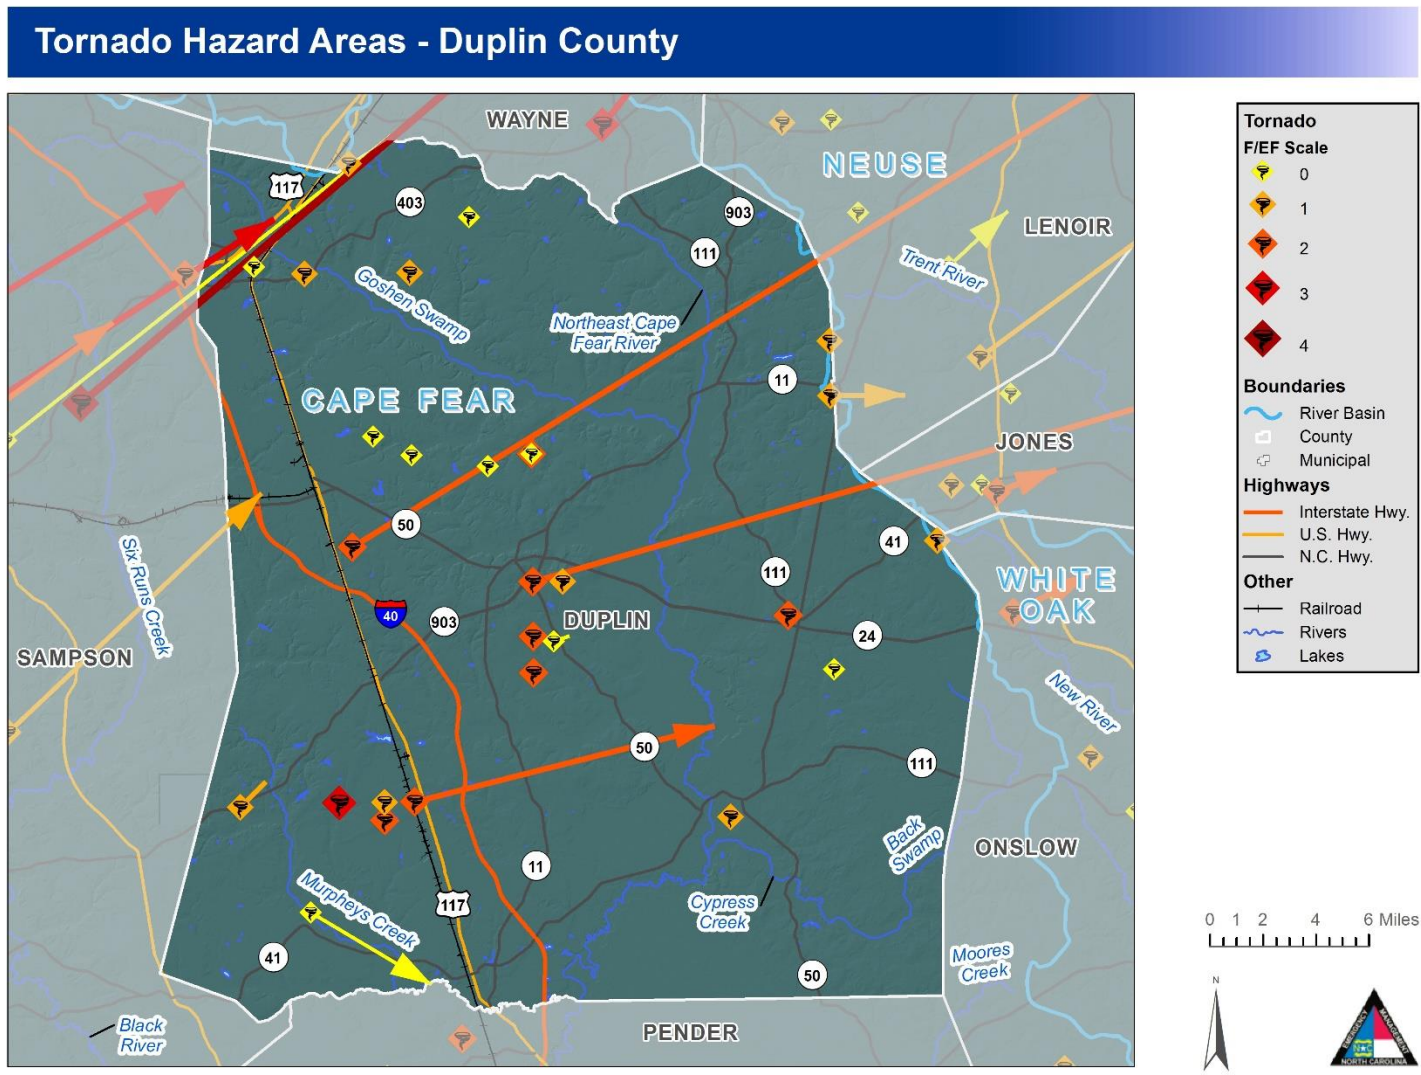 Tornado Hazard Areas - Duplin County
WAYNE
NEUSE
117
403
903
LENOIR
111
Trent River
Goshen Swamp
Northeast Cape
Fear River
11
CAPE FEAR
JONES
50
41
Six Runs Creek
111
WHITE
OAK
40
903
DUPLIN
24
SAMPSON
New River
50
111
Back
Swamp
ONSLOW
11
Murpheys Creek
117
Cypress
Creek
41
50
Moores
Creek
Black
River
PENDER
Tornado
F/EF Scale
0
1
2
3
4
Boundaries
River Basin
County
Municipal
Highways
Interstate Hwy.
U.S. Hwy.
N.C. Hwy.
Other
Railroad
Rivers
Lakes
0 1 2 4 6 Miles
N
EMERGENCY MANAGEMENT
N C
NORTH CAROLINA